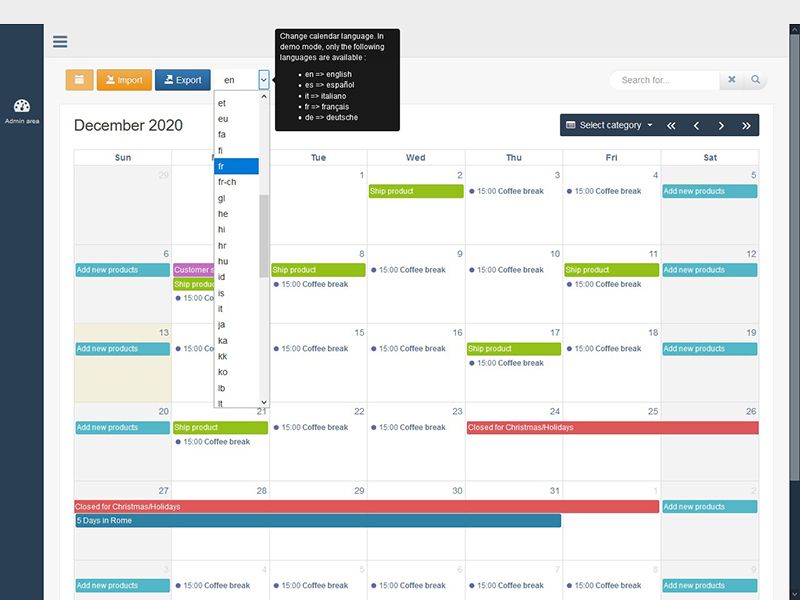 Change calendar language. In
demo mode, only the following
languages are available :
en => english
es => español
it => italiano
fr => français
de => deutsche
Import
Export
en
Search for...
Admin area
et
eu
fa
fi
fr
fr-ch
gl
he
hi
hr
hu
id
is
it
ja
ka
kk
ko
lb
lt
December 2020
Select category
Sun
Tue
Wed
Thu
Fri
Sat
29
1
2
3
4
5
Ship product
15:00 Coffee break
15:00 Coffee break
Add new products
6
8
9
10
11
12
Add new products
Customer s
Ship product
15:00 Coffee break
15:00 Coffee break
Ship product
Add new products
Ship produc
15:00 Coffee break
15:00 Coffee break
15:00 Co
13
15
16
17
18
19
Add new products
15:00 Co
15:00 Coffee break
15:00 Coffee break
Ship product
15:00 Coffee break
Add new products
15:00 Coffee break
20
21
22
23
24
25
26
Add new products
Ship product
15:00 Coffee break
15:00 Coffee break
Closed for Christmas/Holidays
15:00 Coffee break
27
28
29
30
31
1
2
Closed for Christmas/Holidays
Add new products
5 Days in Rome
3
4
5
6
7
8
9
Add new products
15:00 Coffee break
15:00 Coffee break
15:00 Coffee break
15:00 Coffee break
15:00 Coffee break
Add new products